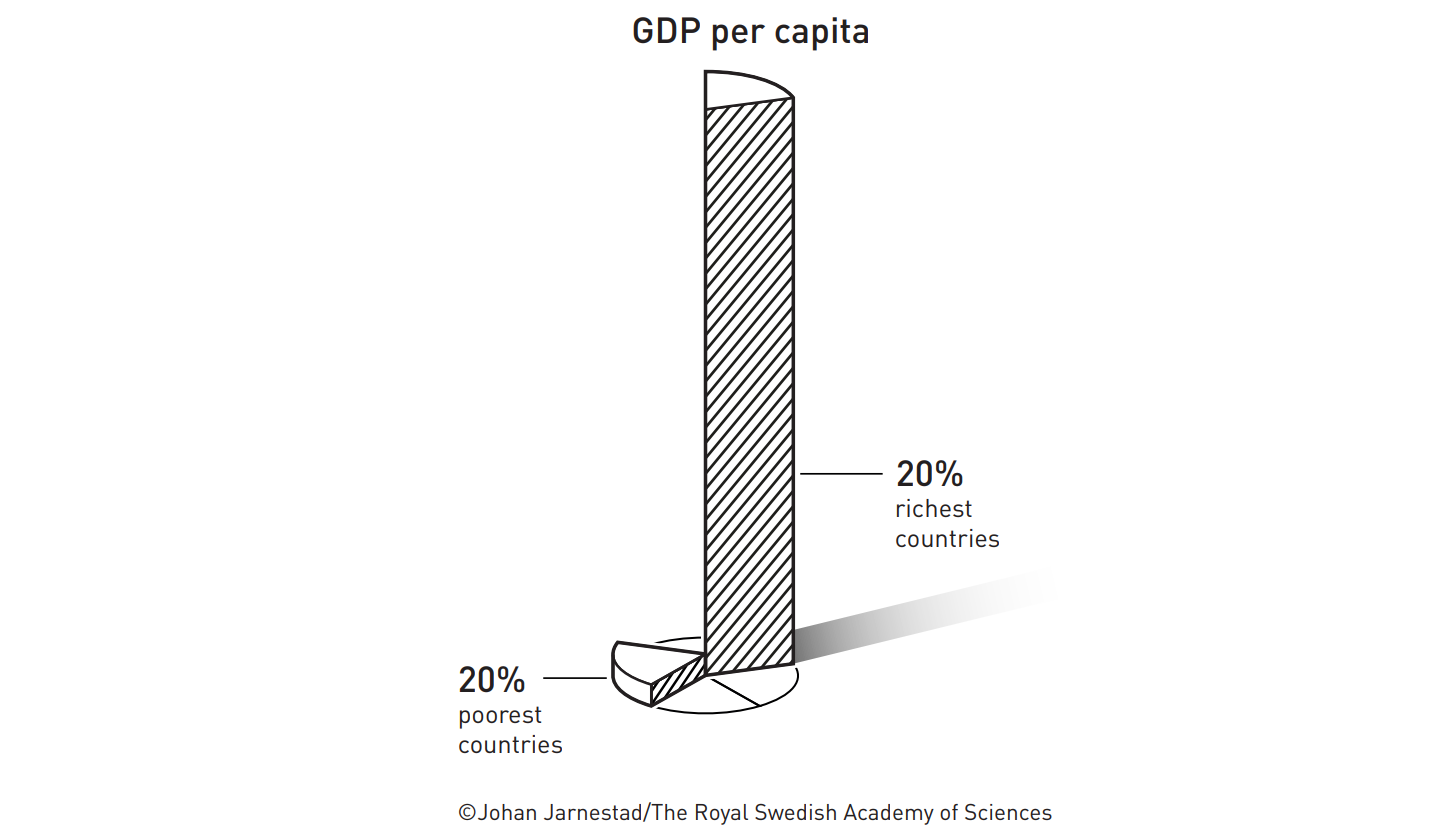 GDP per capita
20%
richest
countries
20%
poorest
countries
©Johan Jarnestad/The Royal Swedish Academy of Sciences